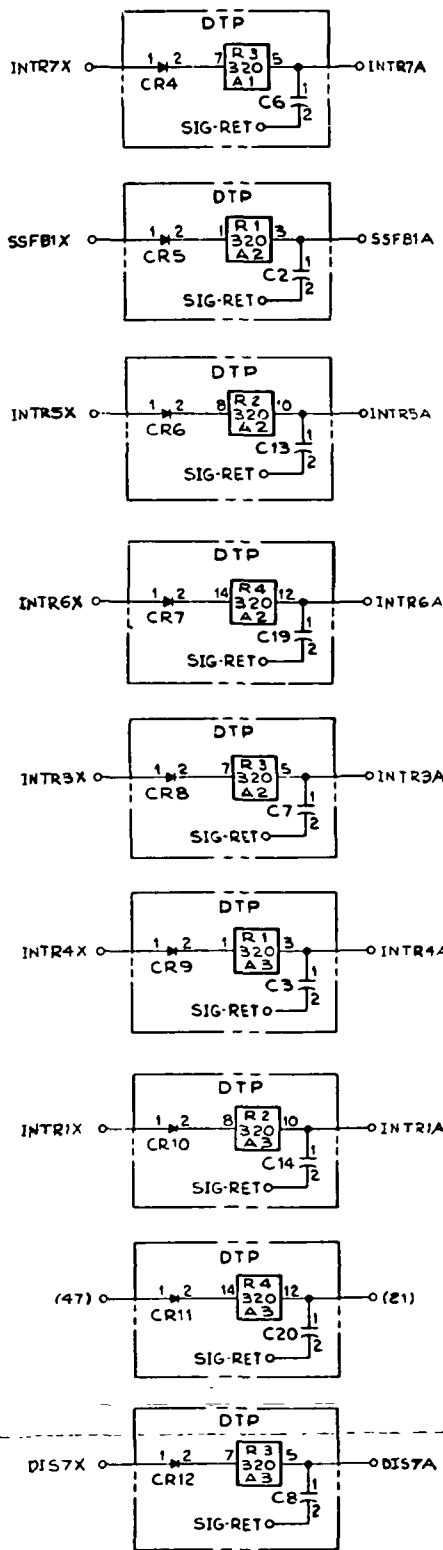 DTP
INTR7X 1 2 7 R3 5 INTR7A
CR4 320 1
A1 C6 2
SIG-RET
DTP
SSFB1X 1 2 1 R1 3 SSFB1A
CR5 320 1
A2 C2 2
SIG-RET
DTP
INTR5X 1 2 8 R2 10 INTR5A
CR6 320 1
A2 C13 2
SIG-RET
DTP
INTR6X 1 2 14 R4 12 INTR6A
CR7 320 1
A2 C19 2
SIG-RET
DTP
INTR3X 1 2 7 R3 5 INTR3A
CR8 320 1
A2 C7 2
SIG-RET
DTP
INTR4X 1 2 1 R1 3 INTR4A
CR9 320 1
A3 C3 2
SIG-RET
DTP
INTR1X 1 2 8 R2 10 INTR1A
CR10 320 1
A3 C14 2
SIG-RET
DTP
(47) 1 2 14 R4 12 (21)
CR11 320 1
A3 C20 2
SIG-RET
DTP
DIS7X 1 2 7 R3 5 DIS7A
CR12 320 1
A3 C8 2
SIG-RET